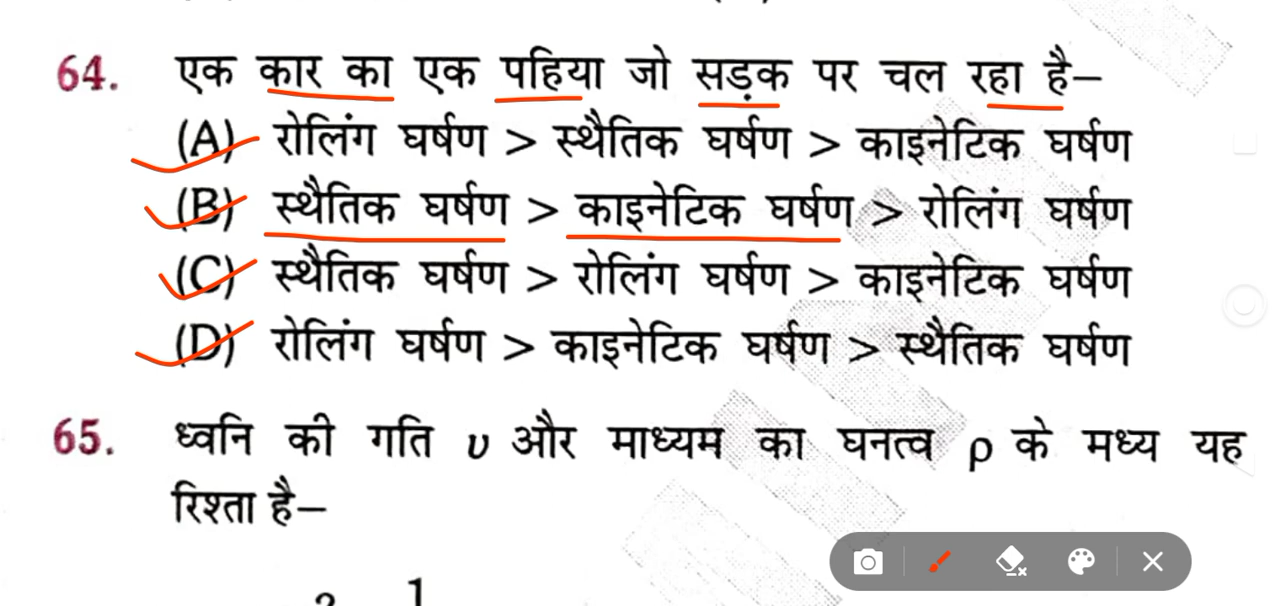 64. एक कार का एक पहिया जो सड़क पर चल रहा है–
(A) रोलिंग घर्षण > स्थैतिक घर्षण > काइनेटिक घर्षण
(B) स्थैतिक घर्षण > काइनेटिक घर्षण > रोलिंग घर्षण
(C) स्थैतिक घर्षण > रोलिंग घर्षण > काइनेटिक घर्षण
(D) रोलिंग घर्षण > काइनेटिक घर्षण > स्थैतिक घर्षण
65. ध्वनि की गति υ और माध्यम का घनत्व ρ के मध्य यह
रिश्ता है–